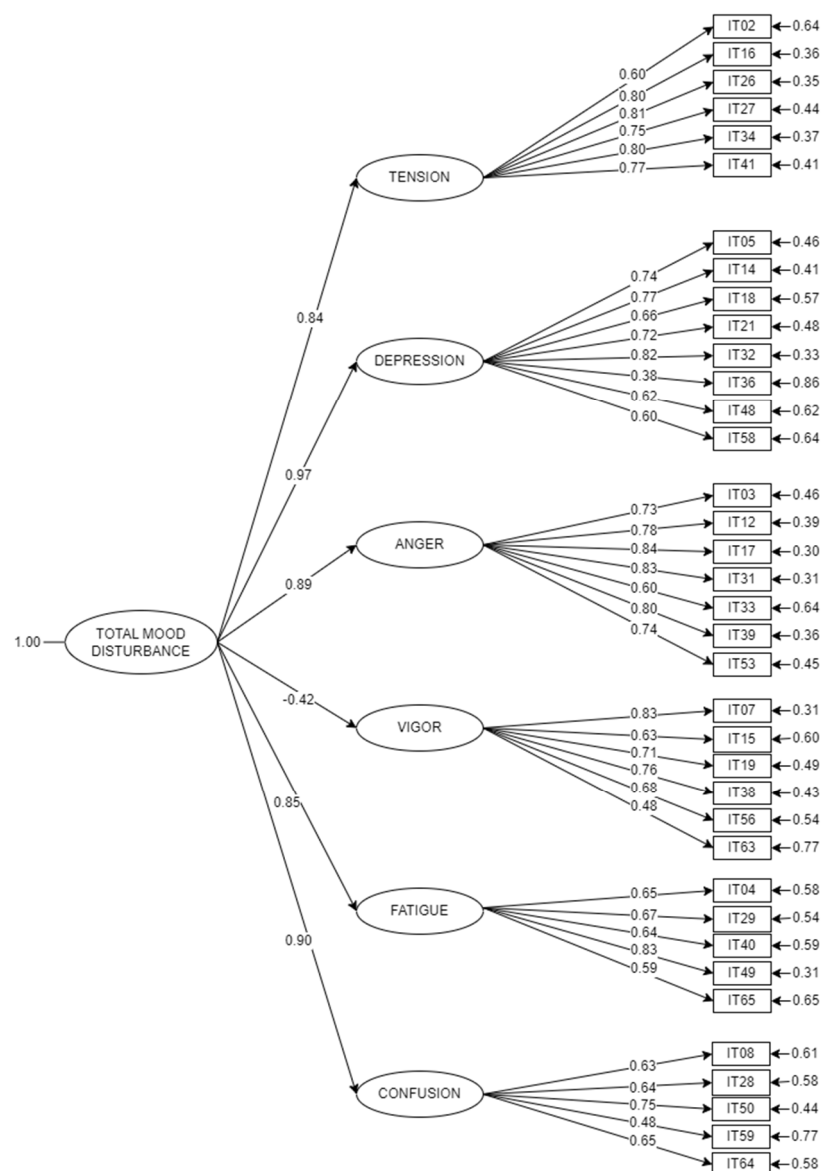 IT02
0.64
IT16
0.36
IT26
0.35
IT27
0.44
IT34
0.37
IT41
0.41
0.60
0.80
0.81
0.75
0.80
0.77
TENSION
IT05
0.46
IT14
0.41
IT18
0.57
IT21
0.48
IT32
0.33
IT36
0.86
IT48
0.62
IT58
0.64
0.74
0.77
0.66
0.72
0.82
0.38
0.62
0.60
0.84
DEPRESSION
0.97
IT03
0.46
IT12
0.39
IT17
0.30
IT31
0.31
IT33
0.64
IT39
0.36
IT53
0.45
0.73
0.78
0.84
0.83
0.60
0.80
0.74
ANGER
0.89
1.00
TOTAL MOOD
DISTURBANCE
-0.42
VIGOR
0.83
0.63
0.71
0.76
0.68
0.48
IT07
0.31
IT15
0.60
IT19
0.49
IT38
0.43
IT56
0.54
IT63
0.77
0.85
FATIGUE
0.65
0.67
0.64
0.83
0.59
IT04
0.58
IT29
0.54
IT40
0.59
IT49
0.31
IT65
0.65
0.90
CONFUSION
0.63
0.64
0.75
0.48
0.65
IT08
0.61
IT28
0.58
IT50
0.44
IT59
0.77
IT64
0.58